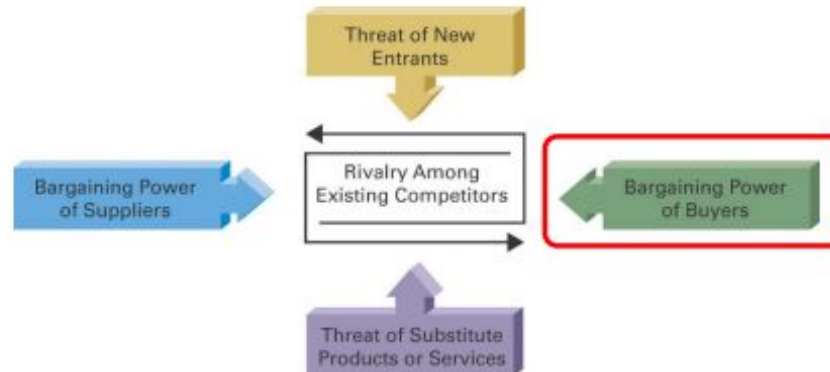 Threat of New
Entrants
Bargaining Power
of Suppliers
Rivalry Among
Existing Competitors
Bargaining Power
of Buyers
Threat of Substitute
Products or Services